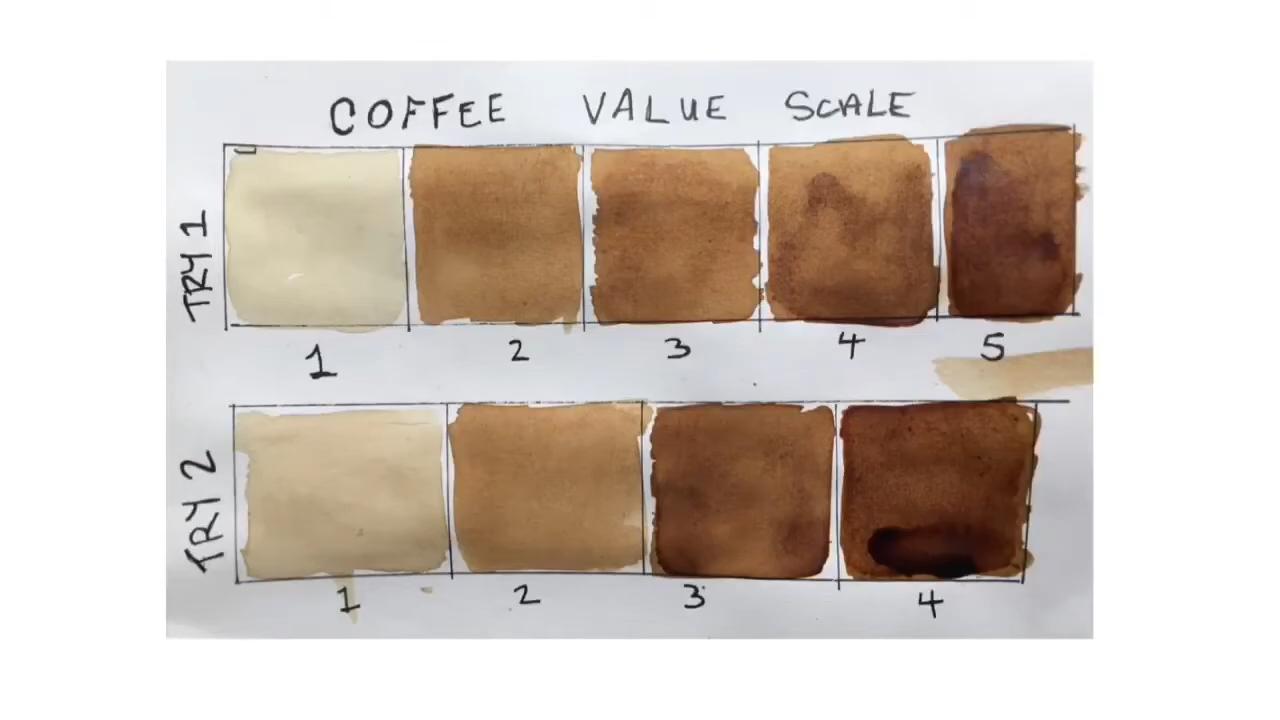 COFFEE VALUE SCALE
TRY 1
1 2 3 4 5
TRY 2
1 2 3 4